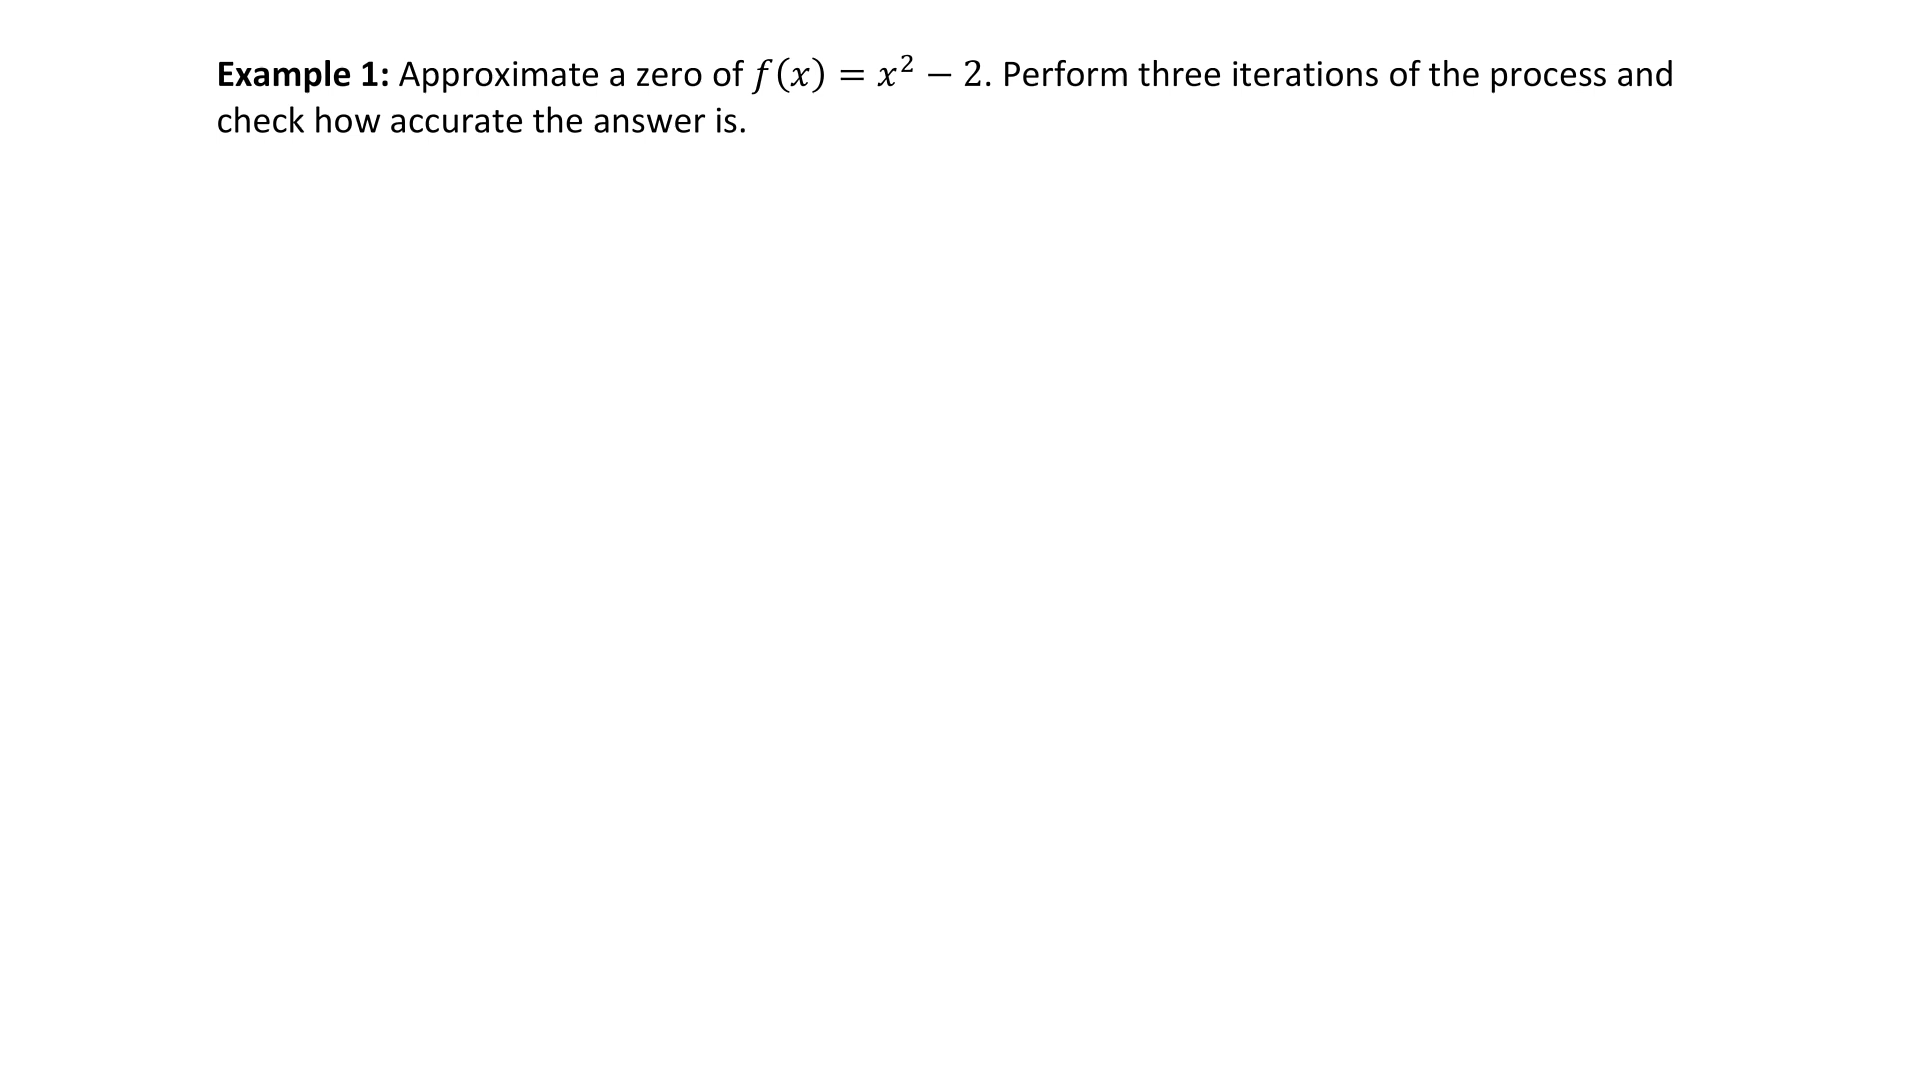 Example 1: Approximate a zero of 𝑓(𝑥) = 𝑥² − 2. Perform three iterations of the process and
check how accurate the answer is.